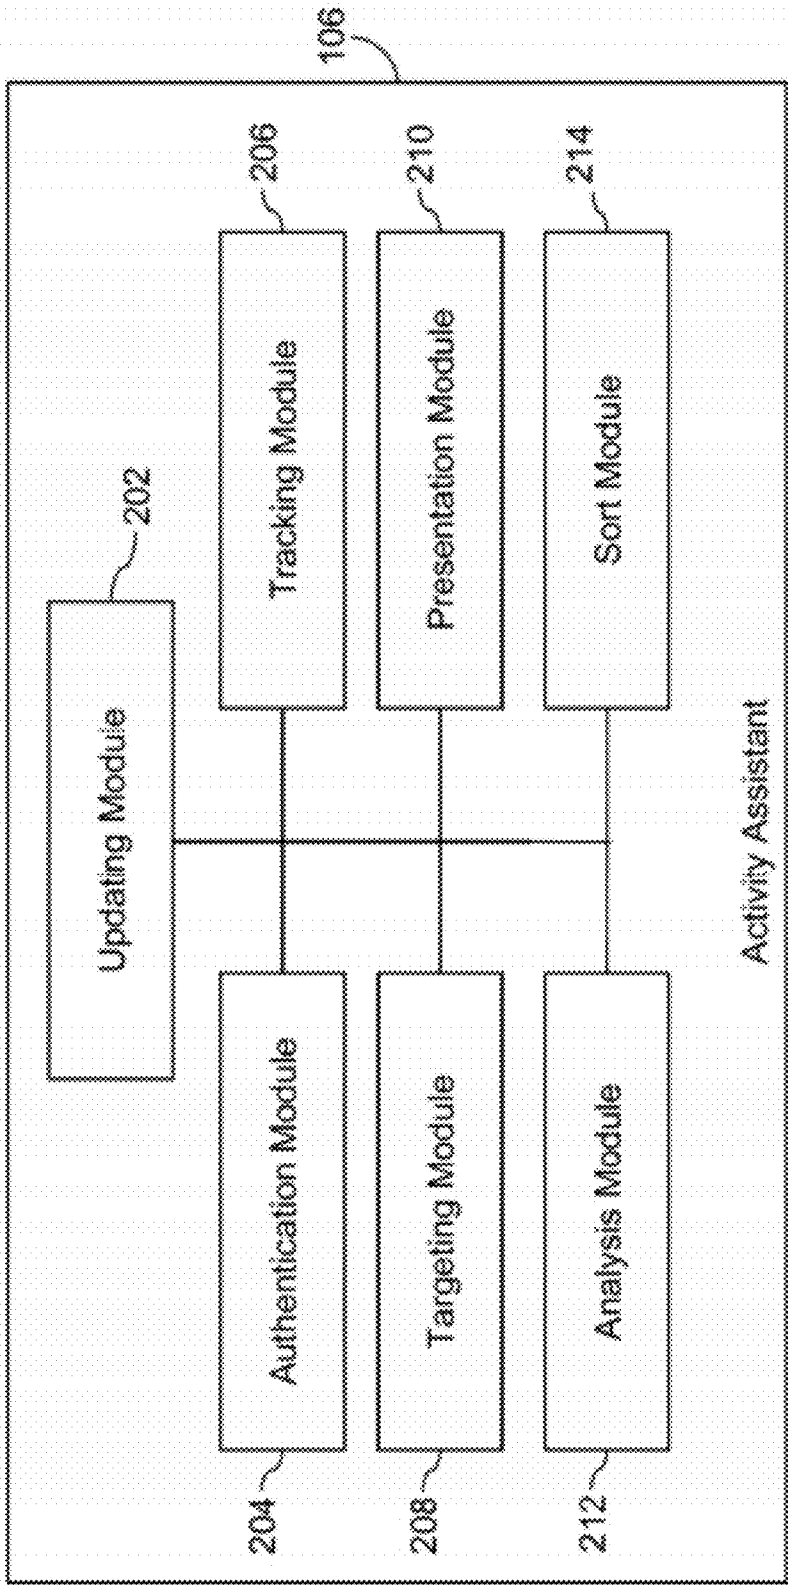 106
Updating Module
202
Authentication Module
204
Tracking Module
206
Targeting Module
208
Presentation Module
210
Analysis Module
212
Sort Module
214
Activity Assistant